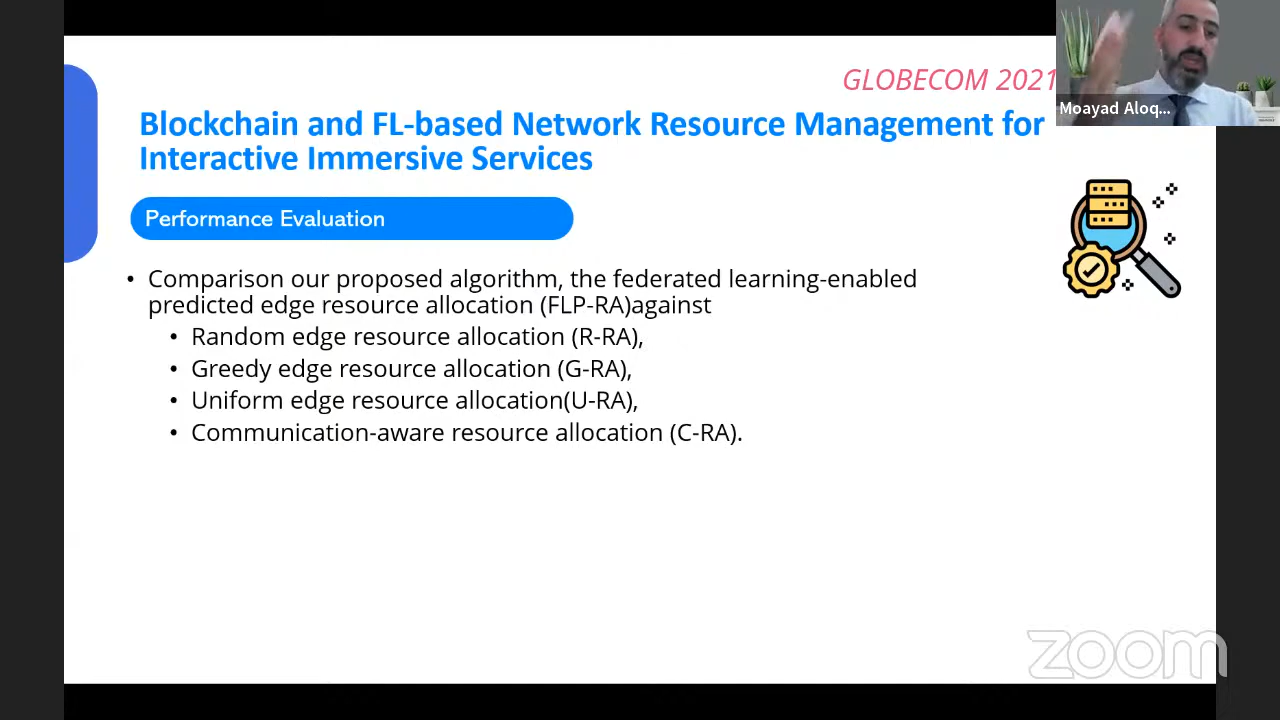 GLOBECOM 2021
Moayad Aloq...
Blockchain and FL-based Network Resource Management for
Interactive Immersive Services
Performance Evaluation
• Comparison our proposed algorithm, the federated learning-enabled
predicted edge resource allocation (FLP-RA)against
• Random edge resource allocation (R-RA),
• Greedy edge resource allocation (G-RA),
• Uniform edge resource allocation(U-RA),
• Communication-aware resource allocation (C-RA).
zoom